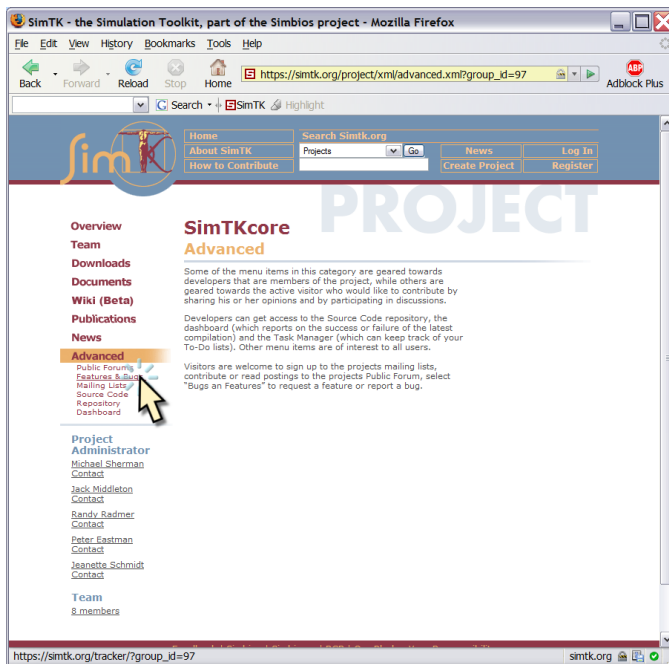 SimTK - the Simulation Toolkit, part of the Simbios project - Mozilla Firefox
File Edit View History Bookmarks Tools Help
Back Forward Reload Stop Home https://simtk.org/project/xml/advanced.xml?group_id=97 ABP Adblock Plus
G Search SimTK Highlight
SimTK
Home Search Simtk.org
About SimTK Projects Go News Log In
How to Contribute Create Project Register
PROJECT
Overview
Team
Downloads
Documents
Wiki (Beta)
Publications
News
Advanced
Public Forums
Features & Bugs
Mailing Lists
Source Code
Repository
Dashboard
Project
Administrator
Michael Sherman
Contact
Jack Middleton
Contact
Randy Radmer
Contact
Peter Eastman
Contact
Jeanette Schmidt
Contact
Team
8 members
SimTKcore
Advanced
Some of the menu items in this category are geared towards
developers that are members of the project, while others are
geared towards the active visitor who would like to contribute by
sharing his or her opinions and by participating in discussions.
Developers can get access to the Source Code repository, the
dashboard (which reports on the success or failure of the latest
compilation) and the Task Manager (which can keep track of your
To-Do lists). Other menu items are of interest to all users.
Visitors are welcome to sign up to the projects mailing lists,
contribute or read postings to the projects Public Forum, select
"Bugs an Features" to request a feature or report a bug.
https://simtk.org/tracker/?group_id=97 simtk.org